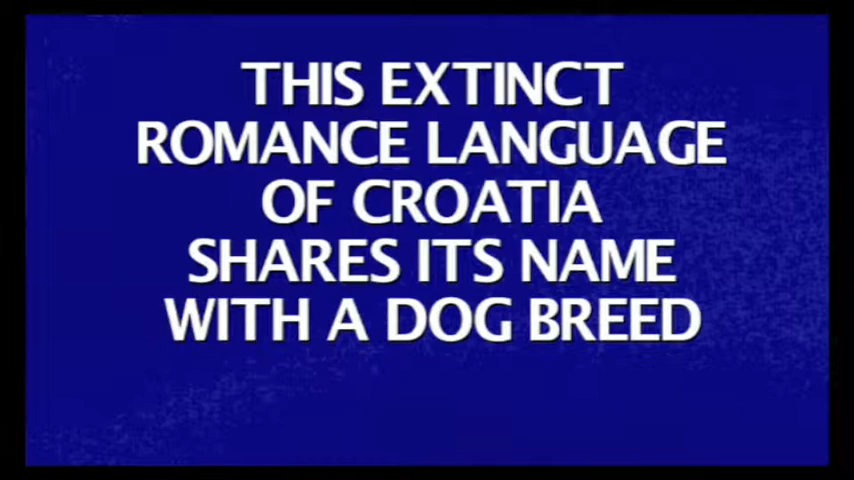 THIS EXTINCT
ROMANCE LANGUAGE
OF CROATIA
SHARES ITS NAME
WITH A DOG BREED